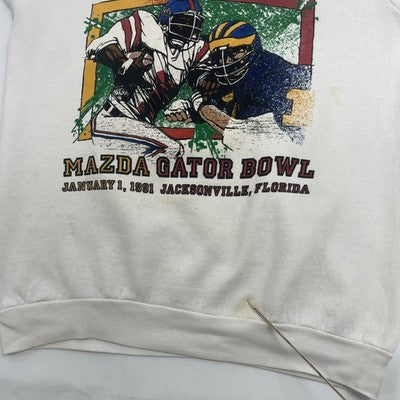 MAZDA GATOR BOWL
JANUARY 1, 1991 JACKSONVILLE, FLORIDA